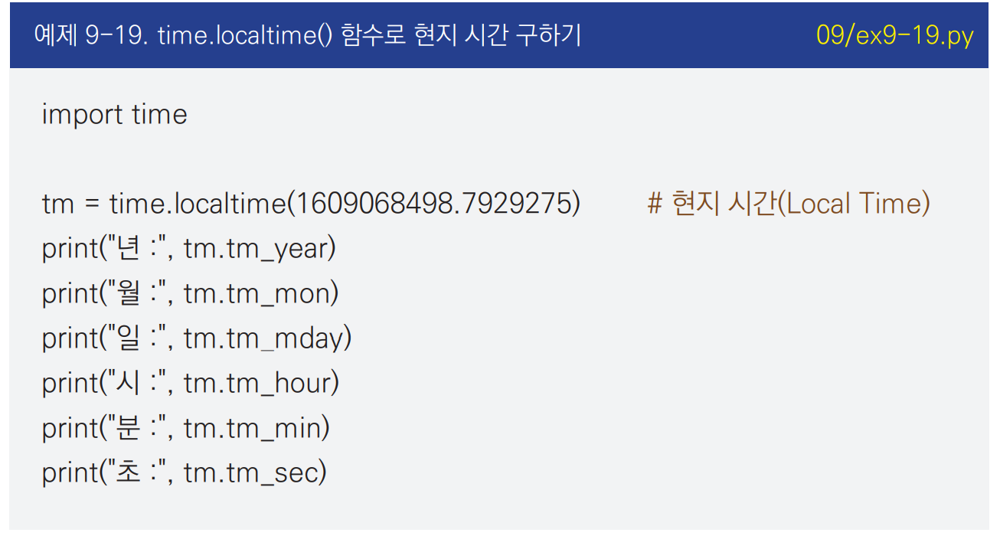 예제 9-19. time.localtime() 함수로 현지 시간 구하기 09/ex9-19.py
import time
tm = time.localtime(1609068498.7929275) # 현지 시간(Local Time)
print("년 :", tm.tm_year)
print("월 :", tm.tm_mon)
print("일 :", tm.tm_mday)
print("시 :", tm.tm_hour)
print("분 :", tm.tm_min)
print("초 :", tm.tm_sec)